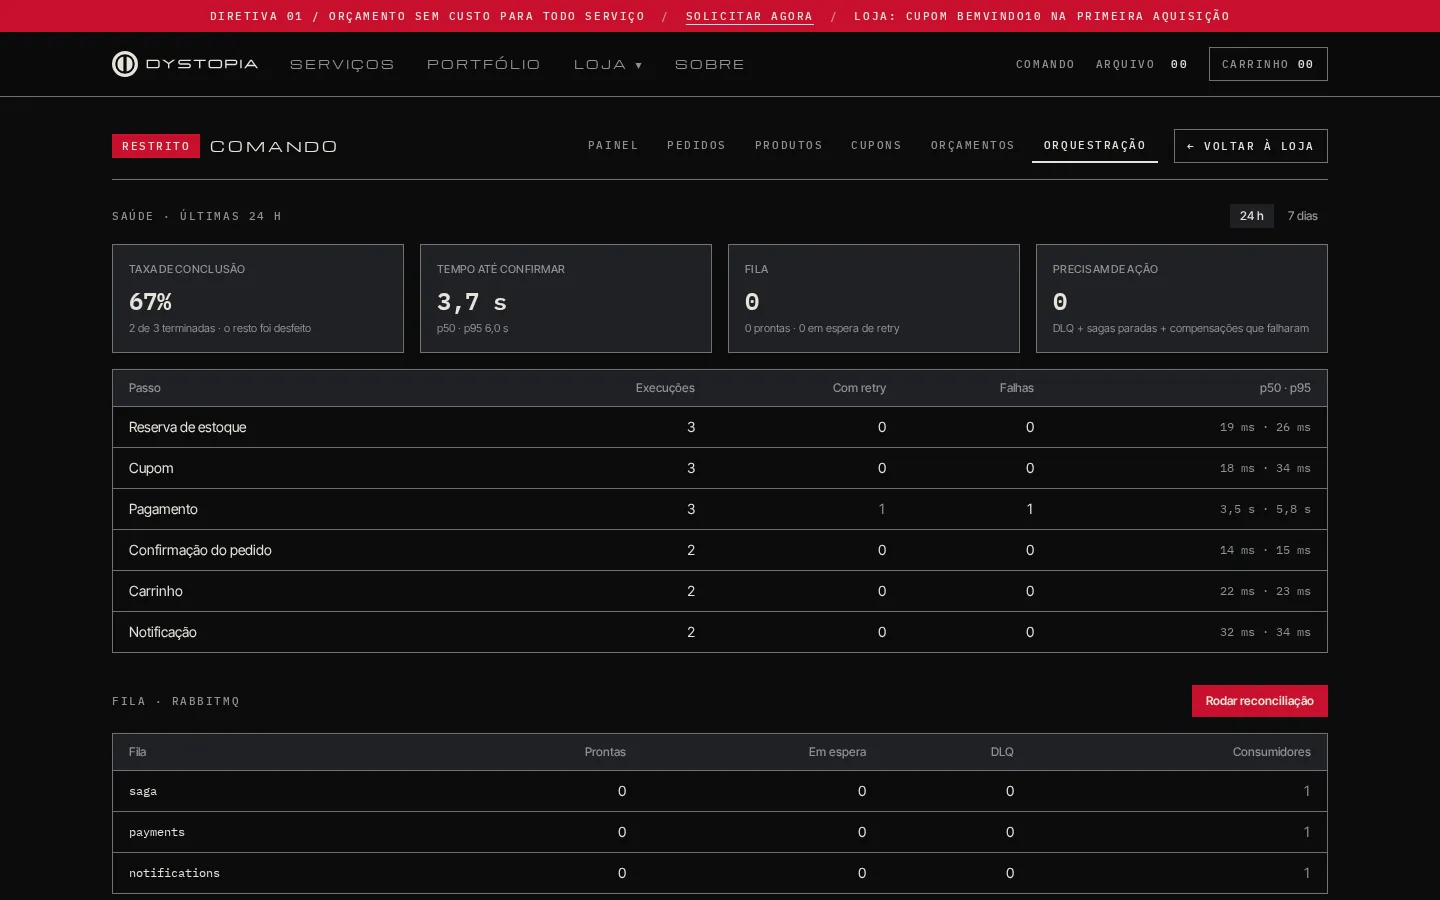 DIRETIVA 01 / ORÇAMENTO SEM CUSTO PARA TODO SERVIÇO / SOLICITAR AGORA / LOJA: CUPOM BEMVINDO10 NA PRIMEIRA AQUISIÇÃO
DYSTOPIA SERVIÇOS PORTFÓLIO LOJA ▾ SOBRE COMANDO ARQUIVO 00 CARRINHO 00
RESTRITO COMANDO PAINEL PEDIDOS PRODUTOS CUPONS ORÇAMENTOS ORQUESTRAÇÃO ← VOLTAR À LOJA
SAÚDE · ÚLTIMAS 24 H 24 h 7 dias
TAXA DE CONCLUSÃO
67%
2 de 3 terminadas · o resto foi desfeito
TEMPO ATÉ CONFIRMAR
3,7 s
p50 · p95 6,0 s
FILA
0
0 prontas · 0 em espera de retry
PRECISAM DE AÇÃO
0
DLQ + sagas paradas + compensações que falharam
Passo Execuções Com retry Falhas p50 · p95
Reserva de estoque 3 0 0 19 ms · 26 ms
Cupom 3 0 0 18 ms · 34 ms
Pagamento 3 1 1 3,5 s · 5,8 s
Confirmação do pedido 2 0 0 14 ms · 15 ms
Carrinho 2 0 0 22 ms · 23 ms
Notificação 2 0 0 32 ms · 34 ms
FILA · RABBITMQ Rodar reconciliação
Fila Prontas Em espera DLQ Consumidores
saga 0 0 0 1
payments 0 0 0 1
notifications 0 0 0 1